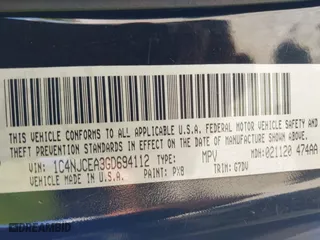 THIS VEHICLE CONFORMS TO ALL APPLICABLE U.S.A. FEDERAL MOTOR VEHICLE SAFETY AND
THEFT PREVENTION STANDARDS IN EFFECT ON THE DATE OF MANUFACTURE SHOWN ABOVE
VIN: 1C4NJCEA3GD694112 TYPE: MPV MDH: 021120 474AA
VEHICLE MADE IN U.S.A. PAINT: PXB TRIM: G7DV
DREAMBID